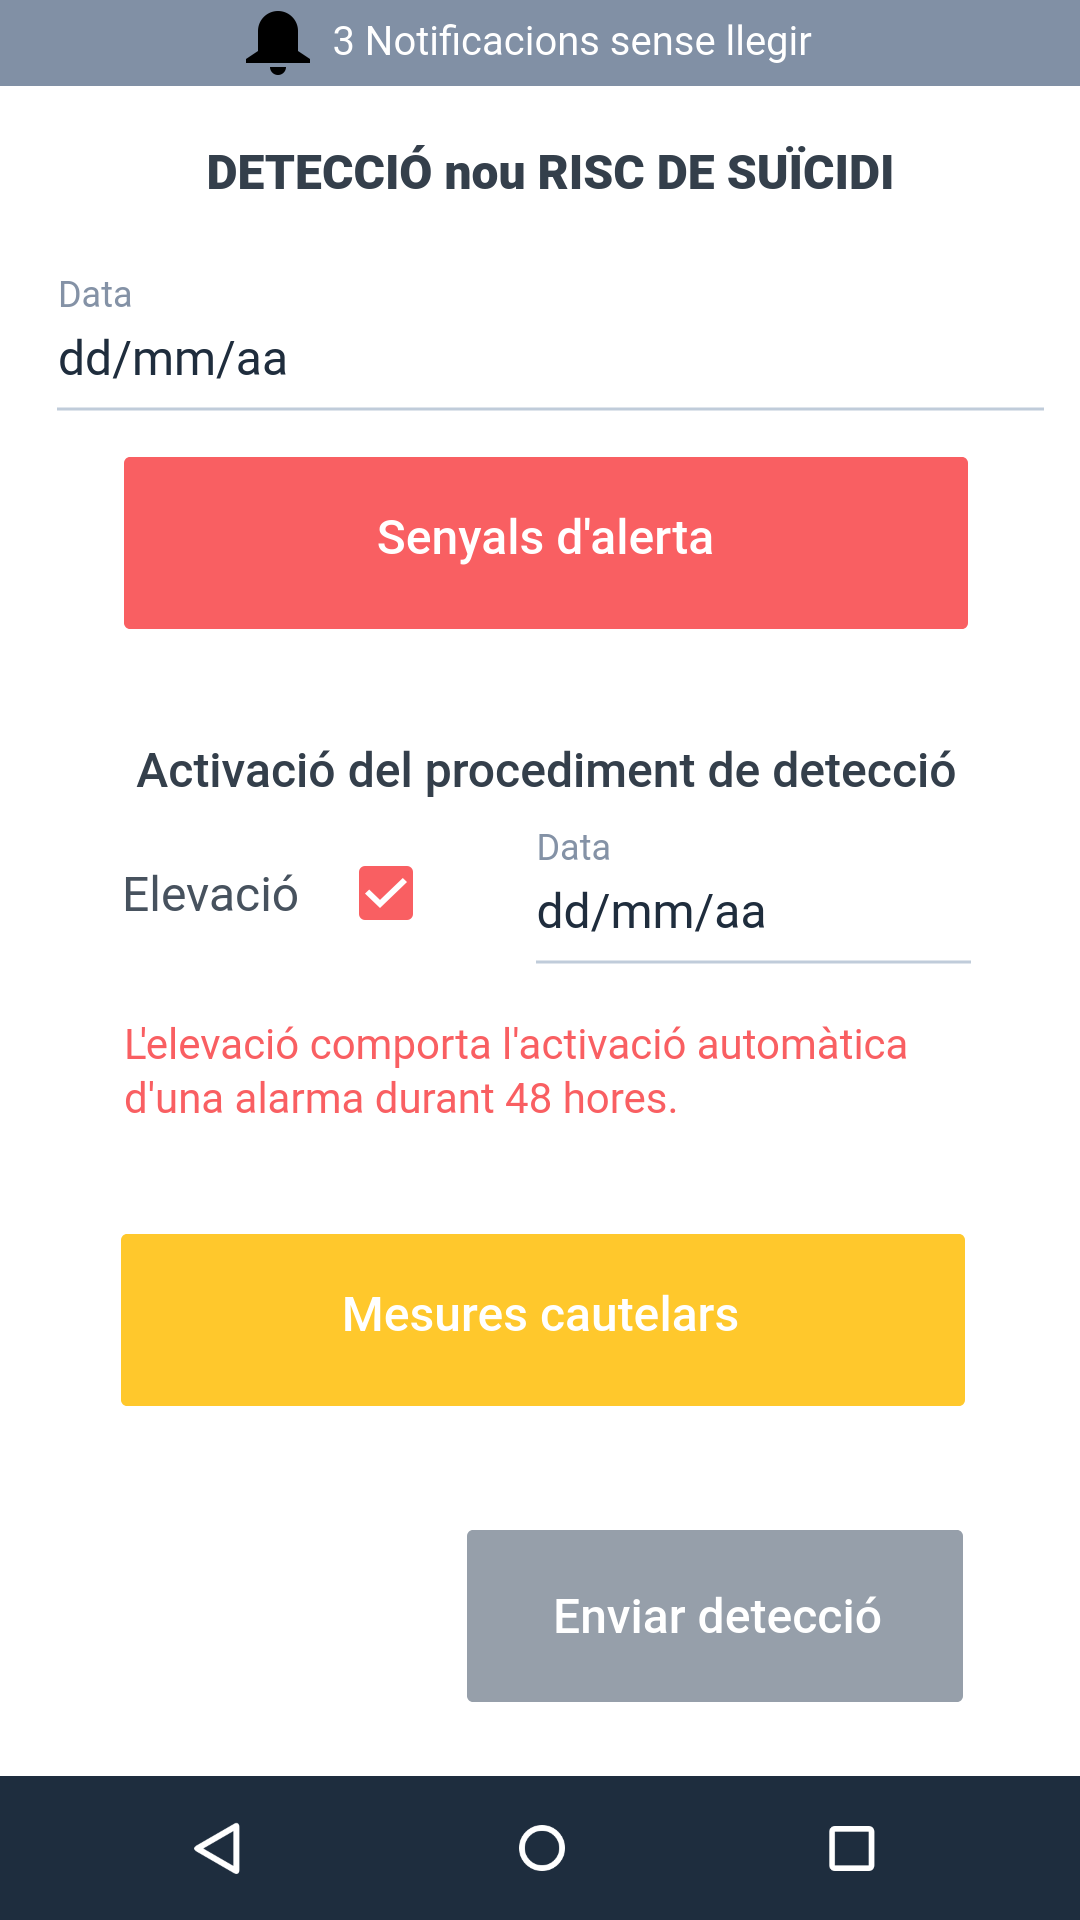 3 Notificacions sense llegir
DETECCIÓ nou RISC DE SUÏCIDI
Data
dd/mm/aa
Senyals d'alerta
Activació del procediment de detecció
Elevació
Data
dd/mm/aa
L'elevació comporta l'activació automàtica
d'una alarma durant 48 hores.
Mesures cautelars
Enviar detecció